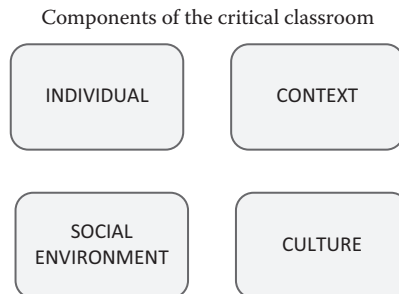 Components of the critical classroom
INDIVIDUAL
CONTEXT
SOCIAL
ENVIRONMENT
CULTURE